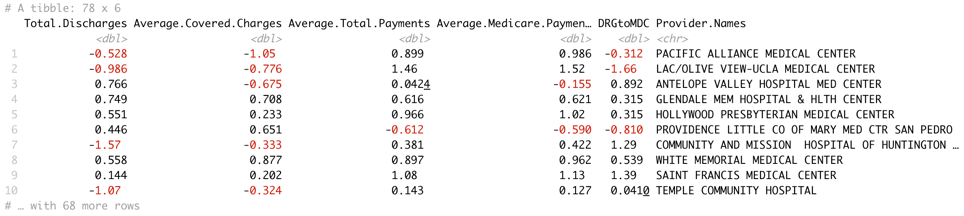 # A tibble: 78 x 6
Total.Discharges Average.Covered.Charges Average.Total.Payments Average.Medicare.Paymen… DRGtoMDC Provider.Names
<dbl> <dbl> <dbl> <dbl> <dbl> <chr>
1 -0.528 -1.05 0.899 0.986 -0.312 PACIFIC ALLIANCE MEDICAL CENTER
2 -0.986 -0.776 1.46 1.52 -1.66 LAC/OLIVE VIEW-UCLA MEDICAL CENTER
3 0.766 -0.675 0.0424 -0.155 0.892 ANTELOPE VALLEY HOSPITAL MED CENTER
4 0.749 0.708 0.616 0.621 0.315 GLENDALE MEM HOSPITAL & HLTH CENTER
5 0.551 0.233 0.966 1.02 0.315 HOLLYWOOD PRESBYTERIAN MEDICAL CENTER
6 0.446 0.651 -0.612 -0.590 -0.810 PROVIDENCE LITTLE CO OF MARY MED CTR SAN PEDRO
7 -1.57 -0.333 0.381 0.422 1.29 COMMUNITY AND MISSION HOSPITAL OF HUNTINGTON …
8 0.558 0.877 0.897 0.962 0.539 WHITE MEMORIAL MEDICAL CENTER
9 0.144 0.202 1.08 1.13 1.39 SAINT FRANCIS MEDICAL CENTER
10 -1.07 -0.324 0.143 0.127 0.0410 TEMPLE COMMUNITY HOSPITAL
# … with 68 more rows